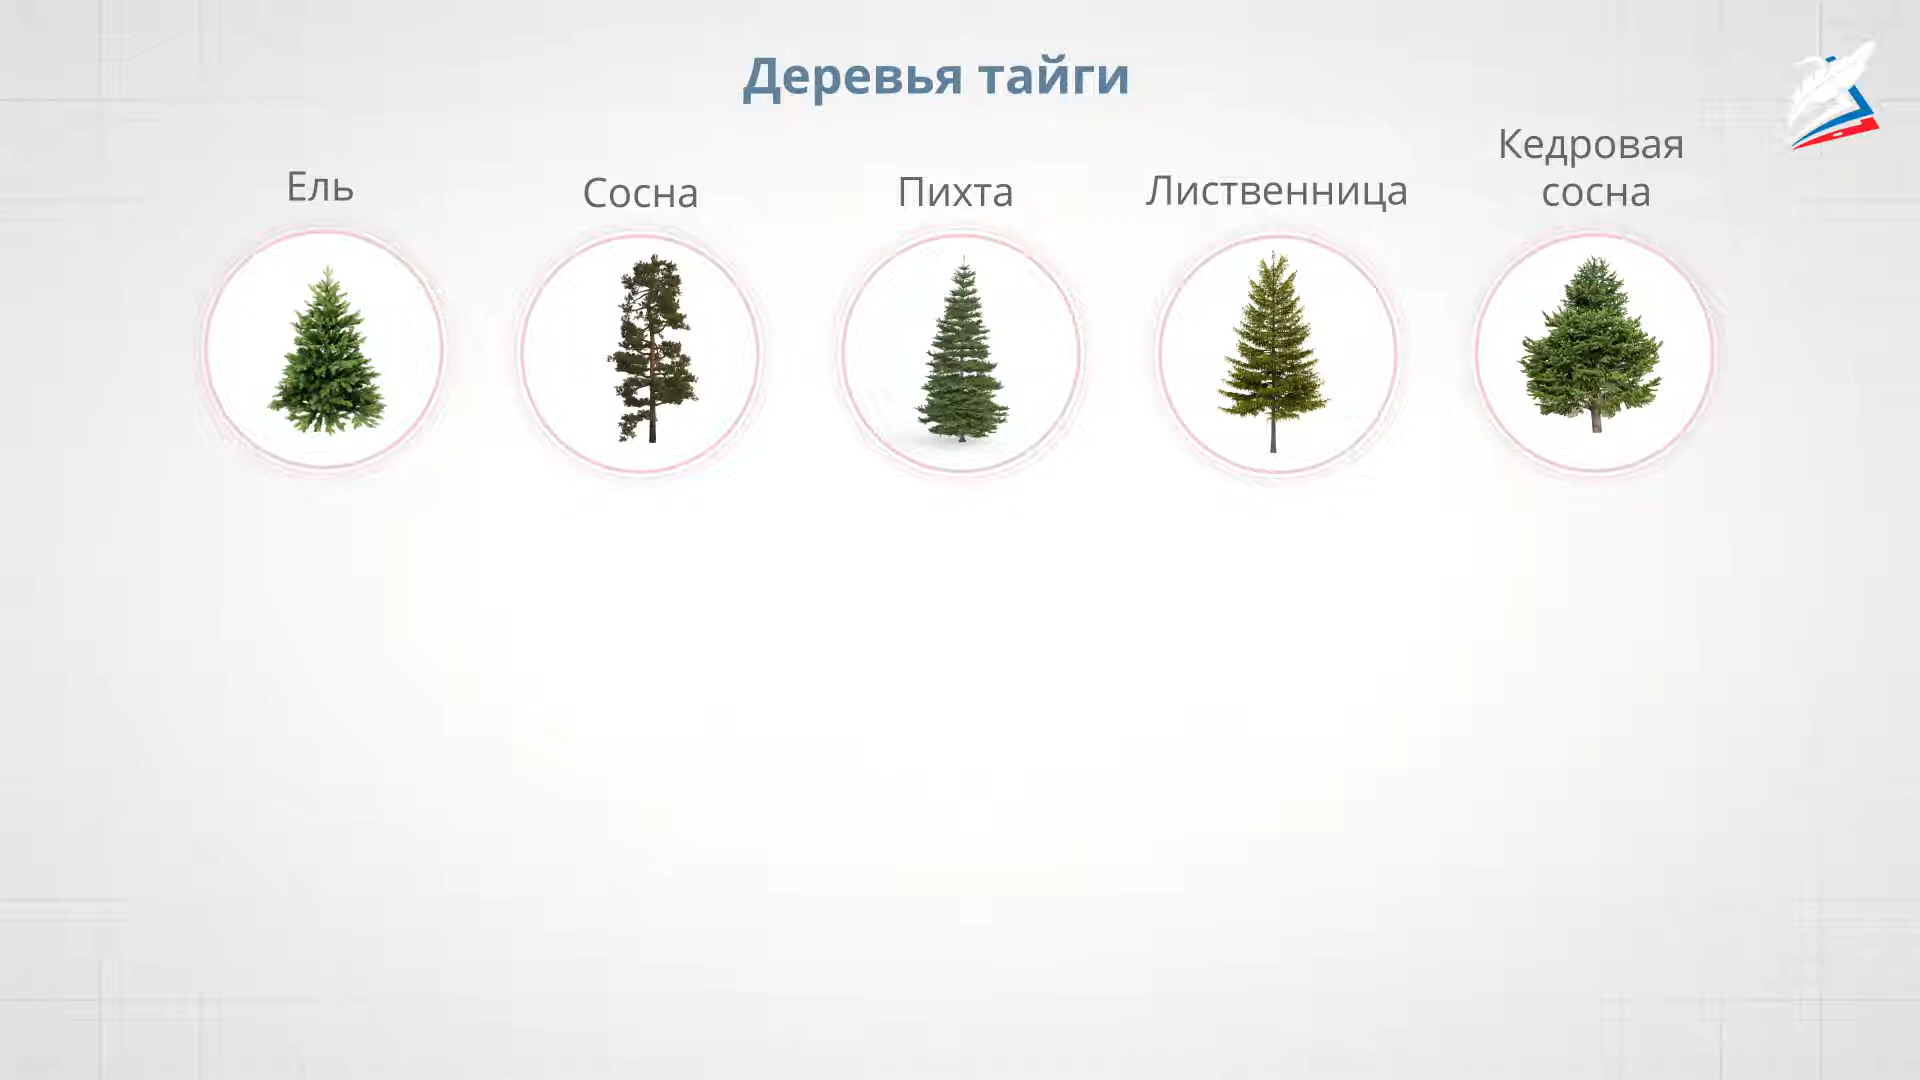 Деревья тайги
Ель
Сосна
Пихта
Лиственница
Кедровая
сосна